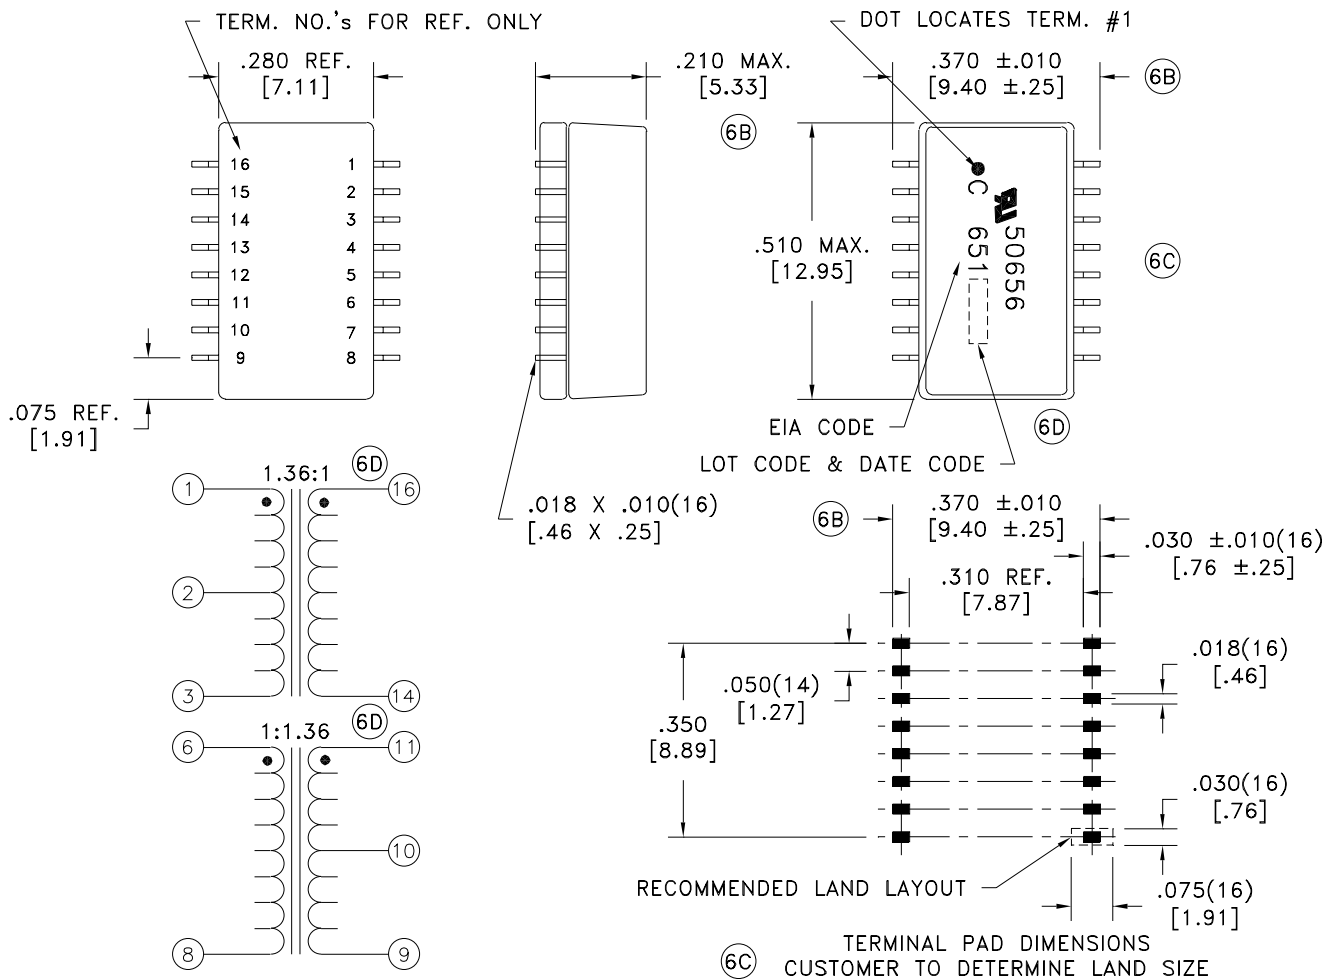 TERM. NO.'s FOR REF. ONLY
DOT LOCATES TERM. #1
.280 REF.
[7.11]
.210 MAX.
[5.33]
6B
.370 ±.010
[9.40 ±.25]
6B
16
1
15
2
14
3
13
4
12
5
11
6
10
7
9
8
.075 REF.
[1.91]
.510 MAX.
[12.95]
C
50656
651
6C
EIA CODE
6D
LOT CODE & DATE CODE
.018 X .010(16)
[.46 X .25]
1.36:1
6D
1
16
2
3
14
1:1.36
6D
6
11
10
8
9
6B
.370 ±.010
[9.40 ±.25]
.030 ±.010(16)
[.76 ±.25]
.310 REF.
[7.87]
.018(16)
[.46]
.050(14)
[1.27]
.350
[8.89]
.030(16)
[.76]
RECOMMENDED LAND LAYOUT
.075(16)
[1.91]
6C
TERMINAL PAD DIMENSIONS
CUSTOMER TO DETERMINE LAND SIZE